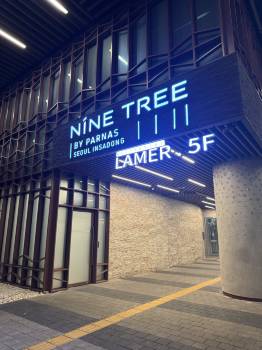 NINE TREE
BY PARNAS
SEOUL INSADONG
LAMER 5F